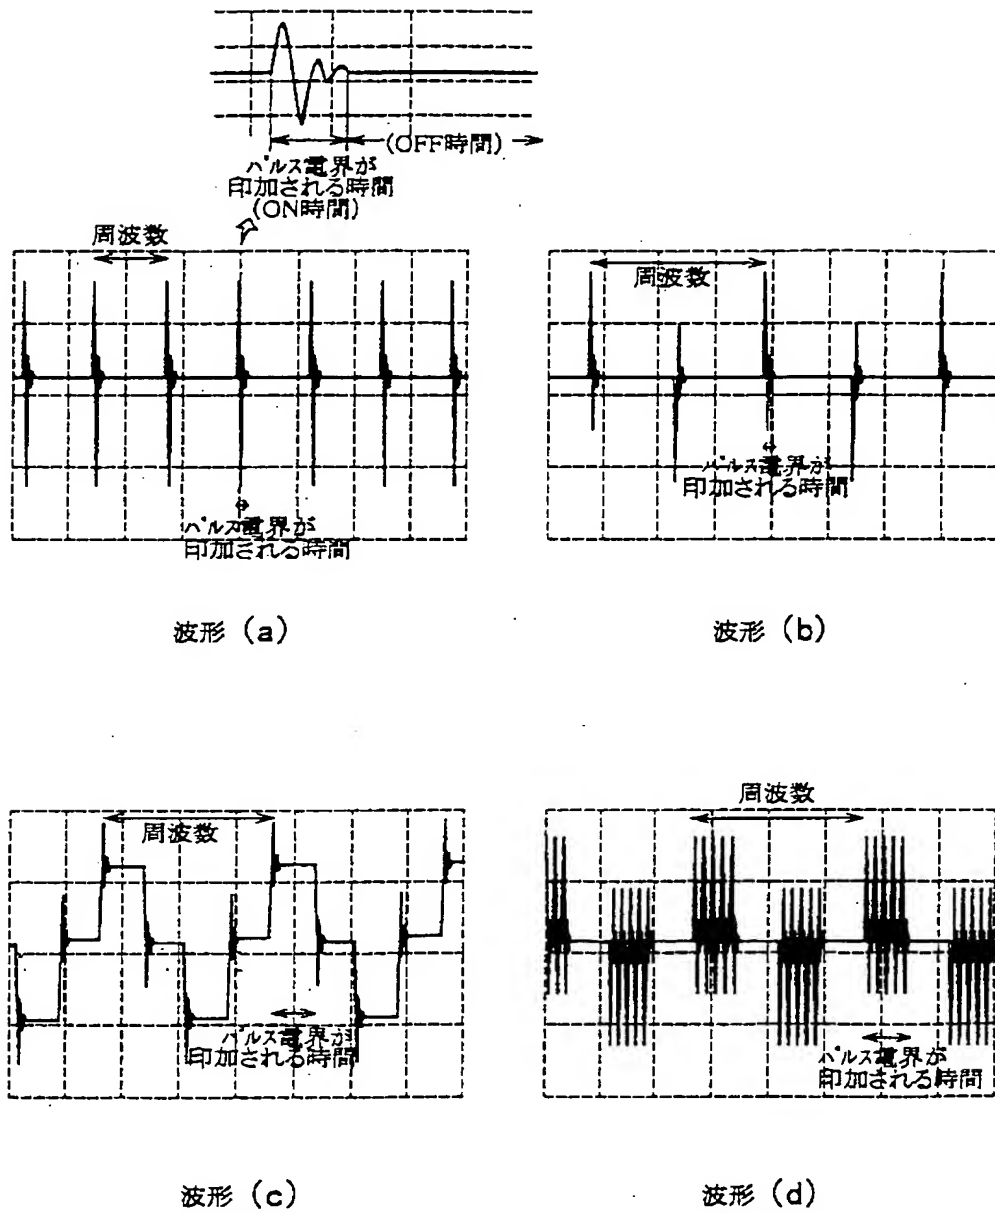 (OFF時間)
パルス電界が
印加される時間
(ON時間)
周波数
パルス電界が
印加される時間
波形 (a)
周波数
パルス電界が
印加される時間
波形 (b)
周波数
パルス電界が
印加される時間
波形 (c)
周波数
パルス電界が
印加される時間
波形 (d)